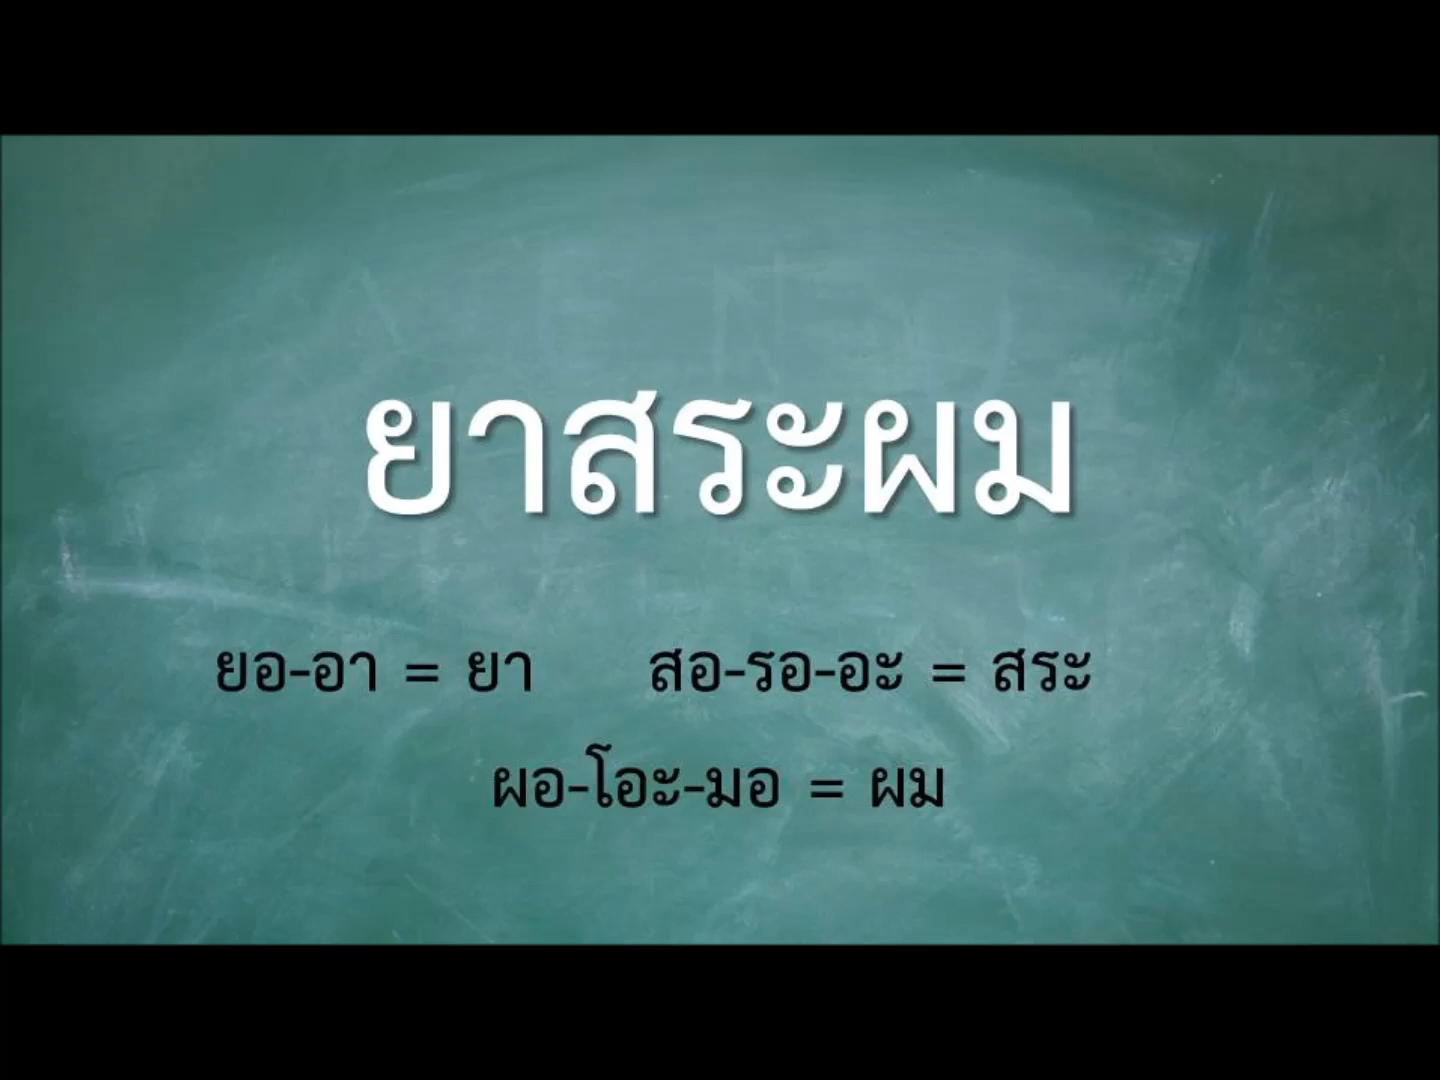 ยาสระผม
ยอ-อา = ยา สอ-รอ-อะ = สระ
ผอ-โอะ-มอ = ผม